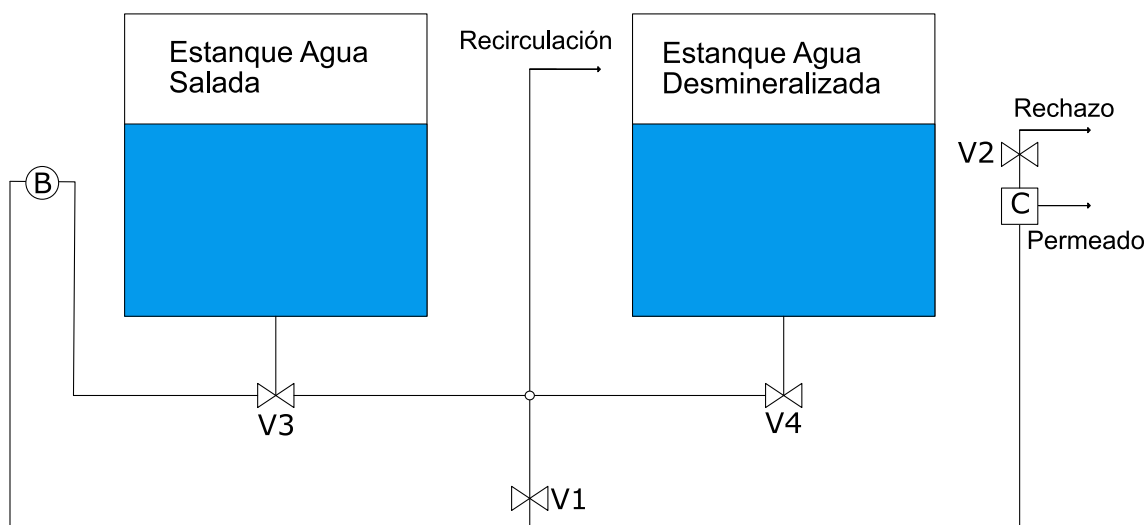 Estanque Agua
Salada
Recirculación
Estanque Agua
Desmineralizada
Rechazo
V2
B
C
Permeado
V3
V4
V1